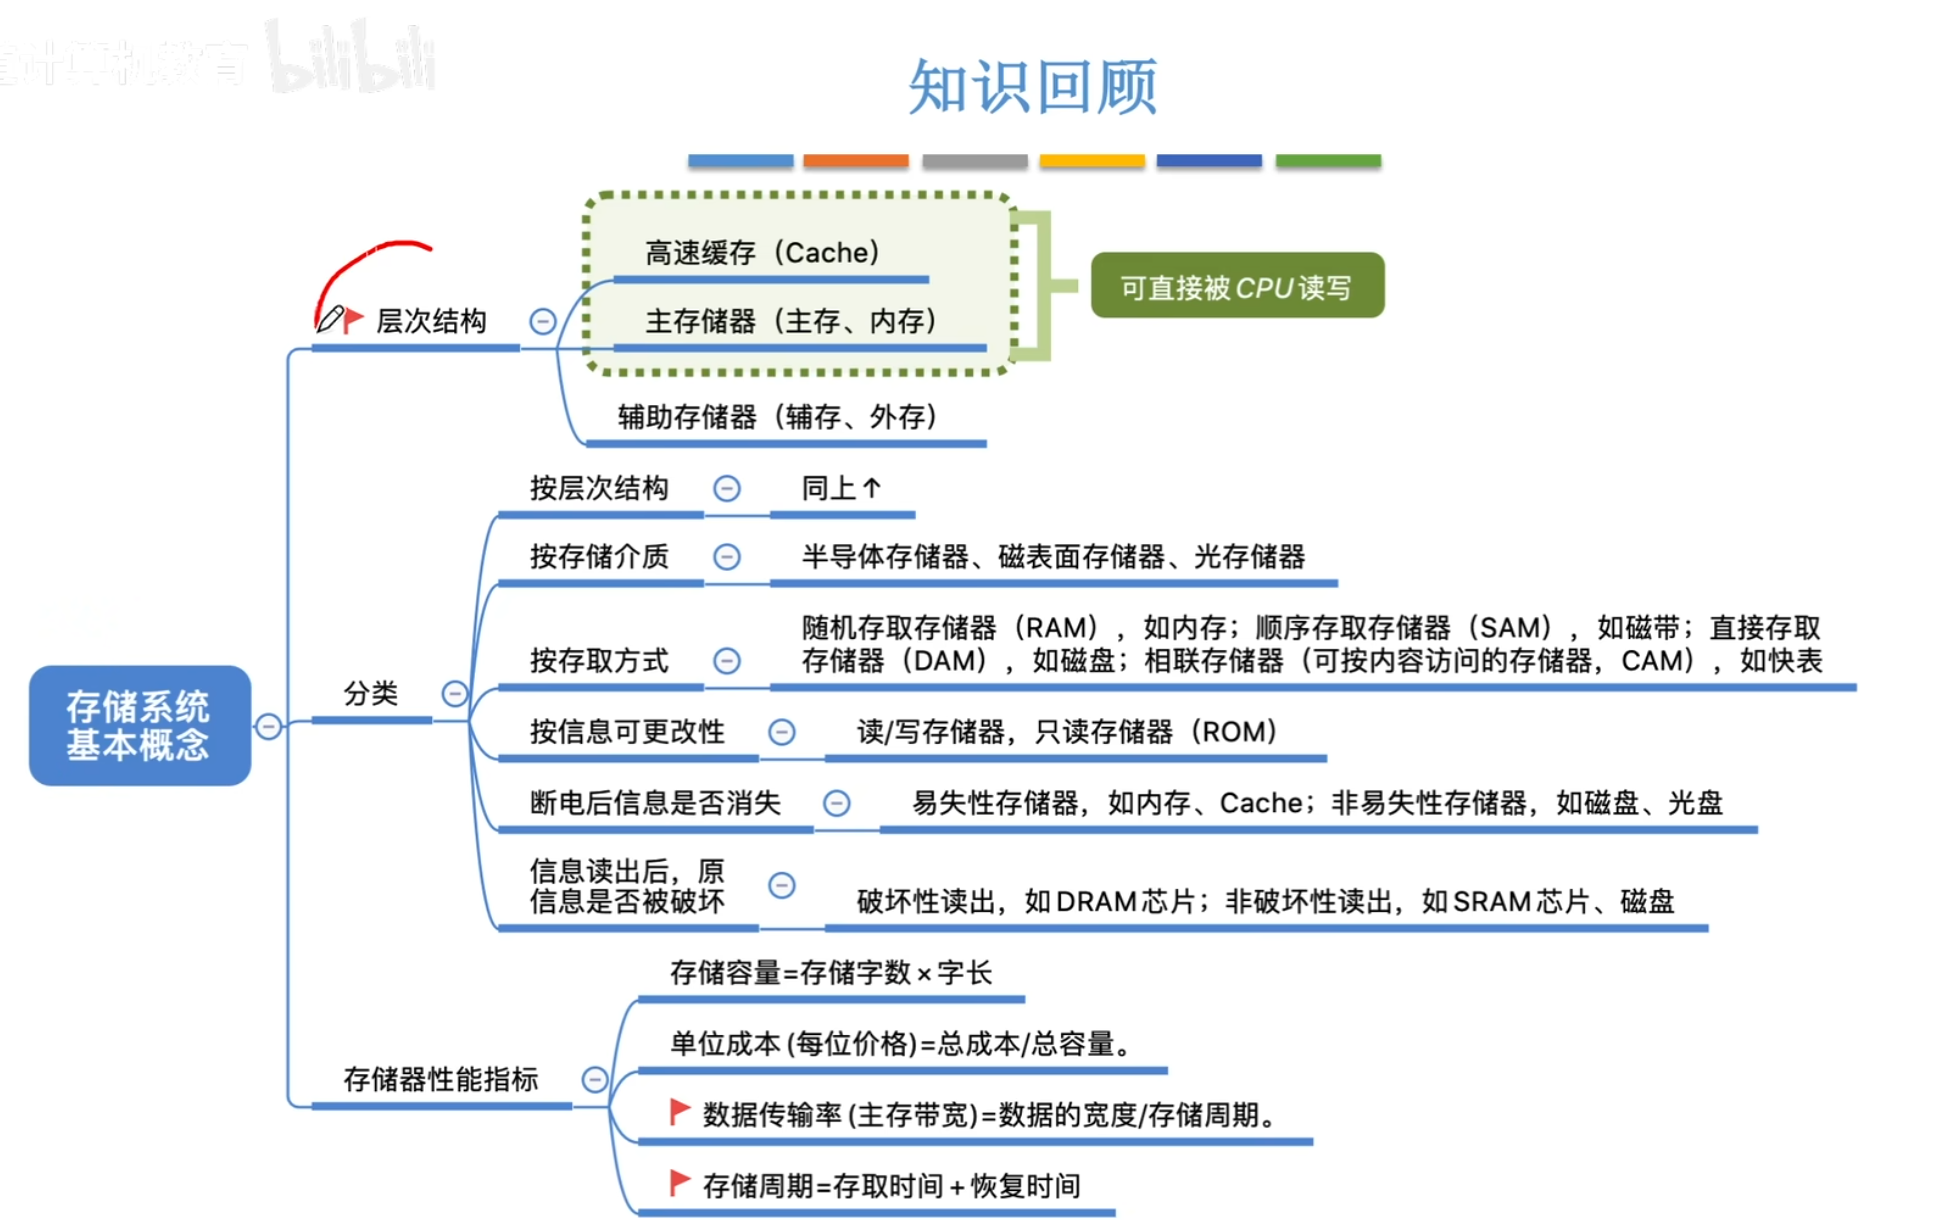 计算机教育 bilibili
知识回顾
高速缓存（Cache）
可直接被CPU读写
层次结构
主存储器（主存、内存）
辅助存储器（辅存、外存）
按层次结构
同上↑
按存储介质
半导体存储器、磁表面存储器、光存储器
按存取方式
随机存取存储器（RAM），如内存；顺序存取存储器（SAM），如磁带；直接存取
存储器（DAM），如磁盘；相联存储器（可按内容访问的存储器，CAM），如快表
分类
存储系统
基本概念
按信息可更改性
读/写存储器，只读存储器（ROM）
断电后信息是否消失
易失性存储器，如内存、Cache；非易失性存储器，如磁盘、光盘
信息读出后，原
信息是否被破坏
破坏性读出，如DRAM芯片；非破坏性读出，如SRAM芯片、磁盘
存储容量=存储字数×字长
单位成本(每位价格)=总成本/总容量。
存储器性能指标
数据传输率(主存带宽)=数据的宽度/存储周期。
存储周期=存取时间+恢复时间